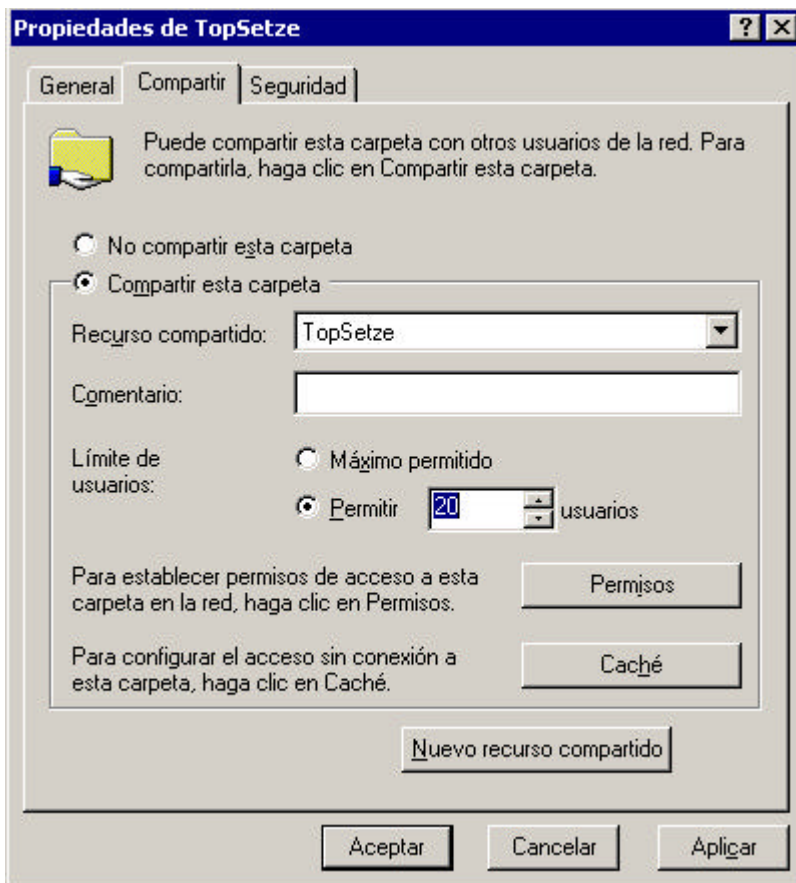 Propiedades de TopSetze
General Compartir Seguridad
Puede compartir esta carpeta con otros usuarios de la red. Para
compartirla, haga clic en Compartir esta carpeta.
No compartir esta carpeta
Compartir esta carpeta
Recurso compartido: TopSetze
Comentario:
Límite de
usuarios:
Máximo permitido
Permitir 20 usuarios
Para establecer permisos de acceso a esta
carpeta en la red, haga clic en Permisos.
Permisos
Para configurar el acceso sin conexión a
esta carpeta, haga clic en Caché.
Caché
Nuevo recurso compartido
Aceptar Cancelar Aplicar